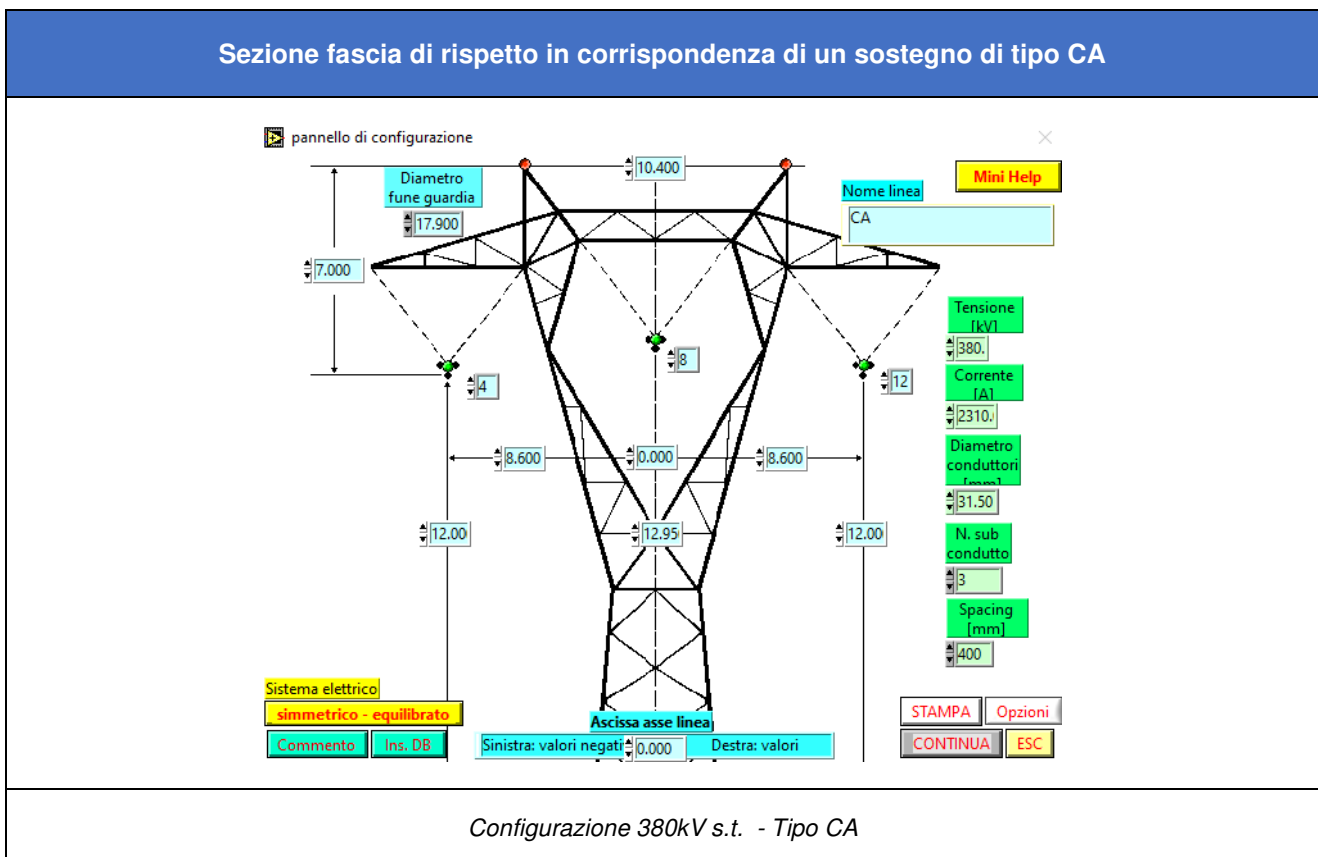 Sezione fascia di rispetto in corrispondenza di un sostegno di tipo CA
pannello di configurazione
10.400
Mini Help
Diametro
fune guardia
17.900
Nome linea
CA
7.000
Tensione
[kV]
380.
8
4
12
Corrente
[A]
2310.
Diametro
conduttori
[mm]
31.50
8.600
0.000
8.600
12.00
12.95
12.00
N. sub
condutto
3
Spacing
[mm]
400
Sistema elettrico
simmetrico - equilibrato
Commento
Ins. DB
Ascissa asse linea
Sinistra: valori negati
0.000
Destra: valori
STAMPA
Opzioni
CONTINUA
ESC
Configurazione 380kV s.t. - Tipo CA